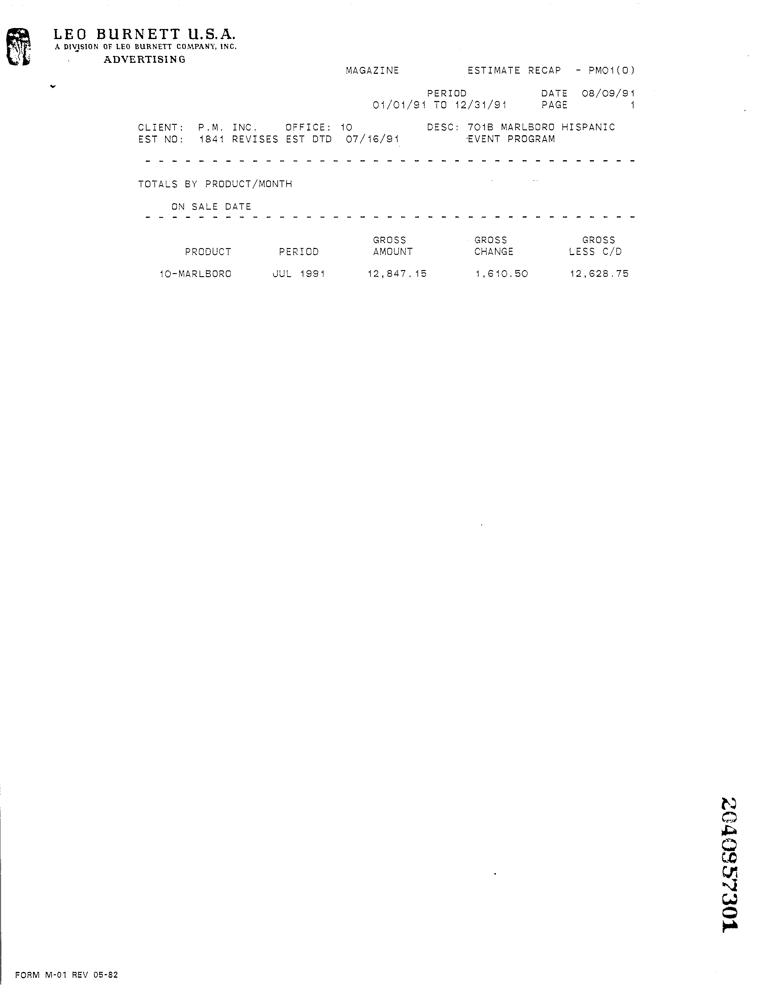 LEO BURNETT U.S.A.
A DIVISION OF LEO BURNETT COMPANY, INC.
ADVERTISING
MAGAZINE ESTIMATE RECAP - PM01(0)
PERIOD DATE 08/09/91
01/01/91 TO 12/31/91 PAGE 1
CLIENT: P.M. INC. OFFICE: 10 DESC: 701B MARLBORO HISPANIC
EST NO: 1841 REVISES EST DTD 07/16/91 EVENT PROGRAM
- - - - - - - - - - - - - - - - - - - - - - - - - - - - - - - - - - - - - -
TOTALS BY PRODUCT/MONTH
ON SALE DATE
- - - - - - - - - - - - - - - - - - - - - - - - - - - - - - - - - - - - - -
GROSS GROSS GROSS
PRODUCT PERIOD AMOUNT CHANGE LESS C/D
10-MARLBORO JUL 1991 12,847.15 1,610.50 12,628.75
2040957301
FORM M-01 REV 05-82